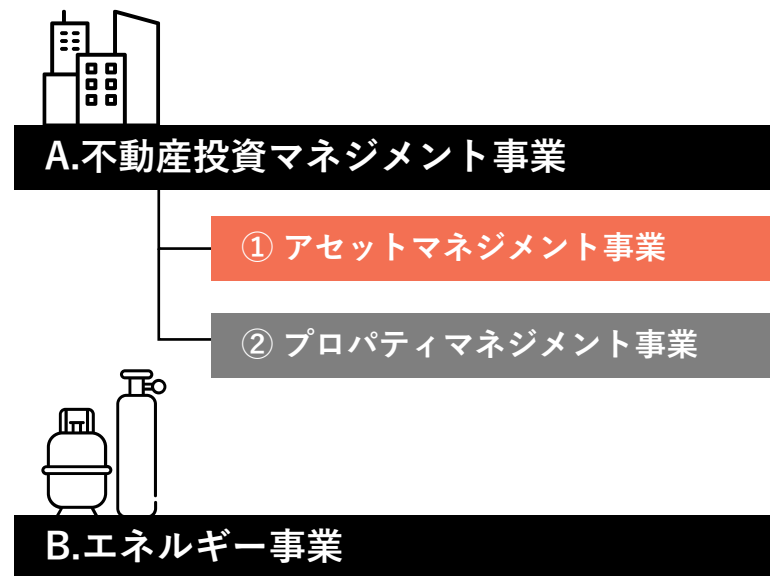 A.不動産投資マネジメント事業
① アセットマネジメント事業
② プロパティマネジメント事業
B.エネルギー事業